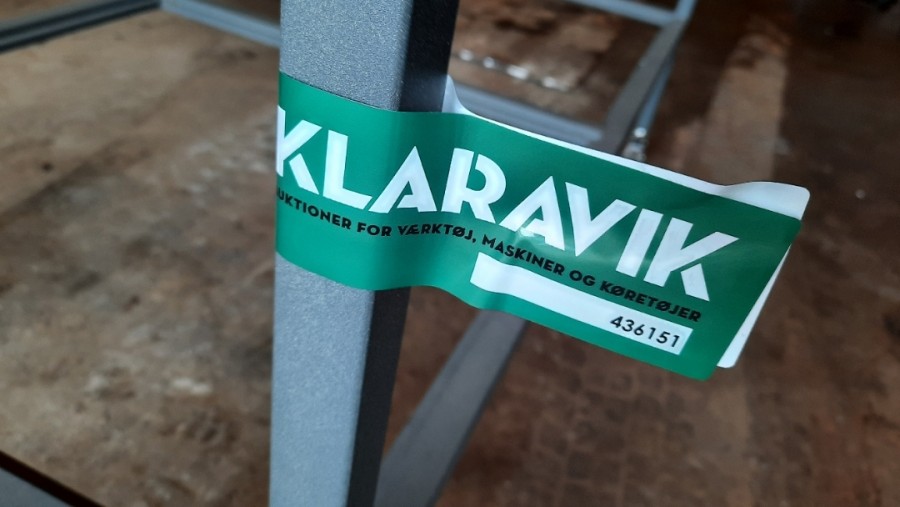 KLARAVIK
UKTIONER FOR VÆRKTØJ, MASKINER OG KØRETØJER
436151